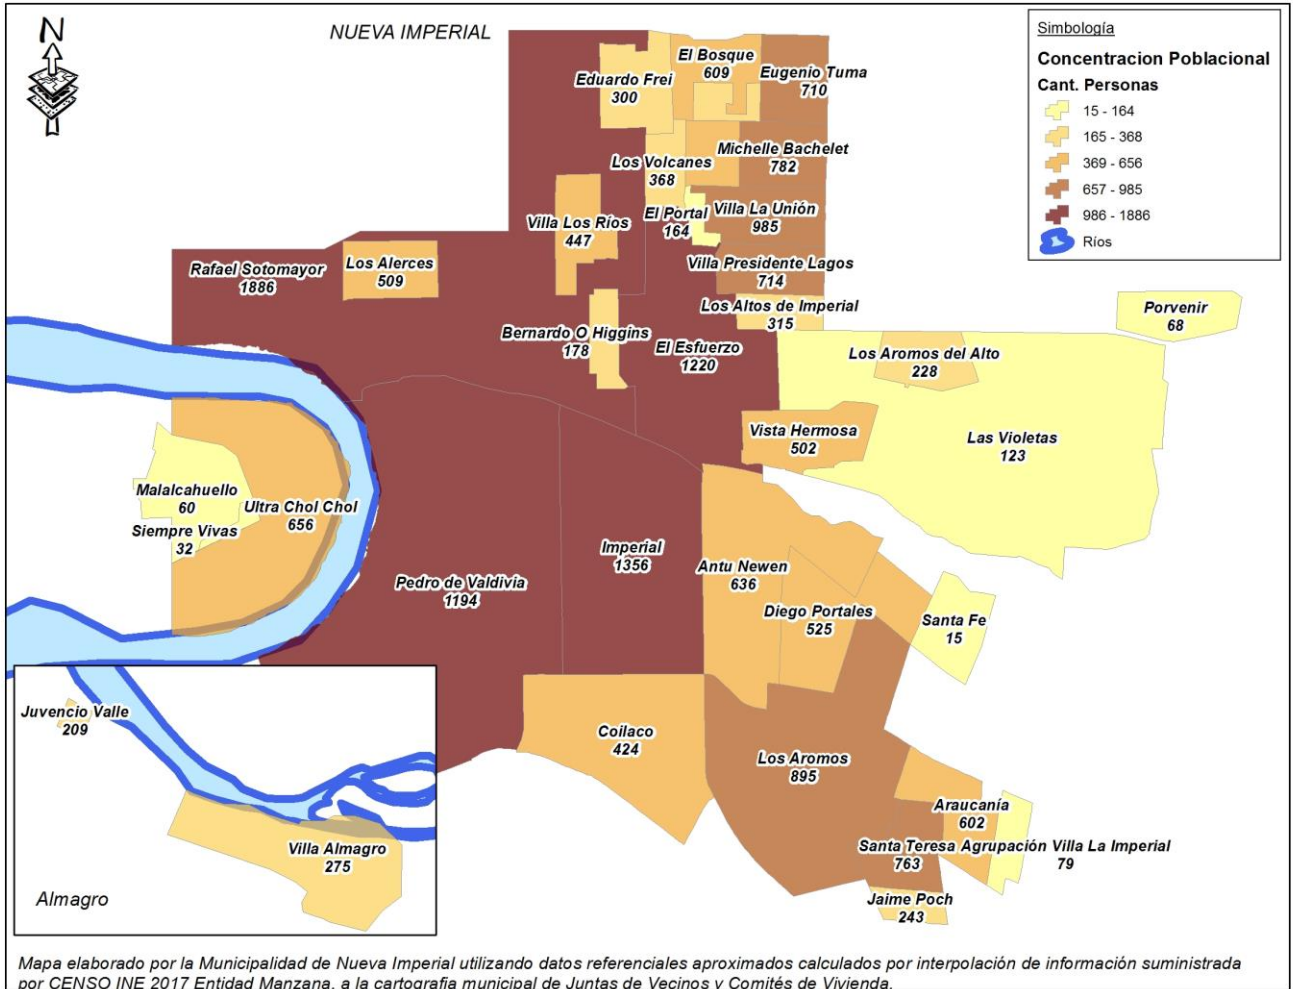 N
NUEVA IMPERIAL
Simbología
Concentracion Poblacional
Cant. Personas
15 - 164
165 - 368
369 - 656
657 - 985
986 - 1886
Ríos
El Bosque
609
Eduardo Frei
300
Eugenio Tuma
710
Los Volcanes
368
Michelle Bachelet
782
Villa Los Ríos
447
El Portal
164
Villa La Unión
985
Rafael Sotomayor
1886
Los Alerces
509
Villa Presidente Lagos
714
Los Altos de Imperial
315
Porvenir
68
Bernardo O Higgins
178
El Esfuerzo
1220
Los Aromos del Alto
228
Vista Hermosa
502
Las Violetas
123
Malalcahuello
60
Ultra Chol Chol
656
Siempre Vivas
32
Imperial
1356
Pedro de Valdivia
1194
Antu Newen
636
Diego Portales
525
Santa Fe
15
Juvencio Valle
209
Coilaco
424
Los Aromos
895
Araucanía
602
Santa Teresa
763
Agrupación Villa La Imperial
79
Villa Almagro
275
Jaime Poch
243
Almagro
Mapa elaborado por la Municipalidad de Nueva Imperial utilizando datos referenciales aproximados calculados por interpolación de información suministrada
por CENSO INE 2017 Entidad Manzana, a la cartografia municipal de Juntas de Vecinos y Comités de Vivienda.